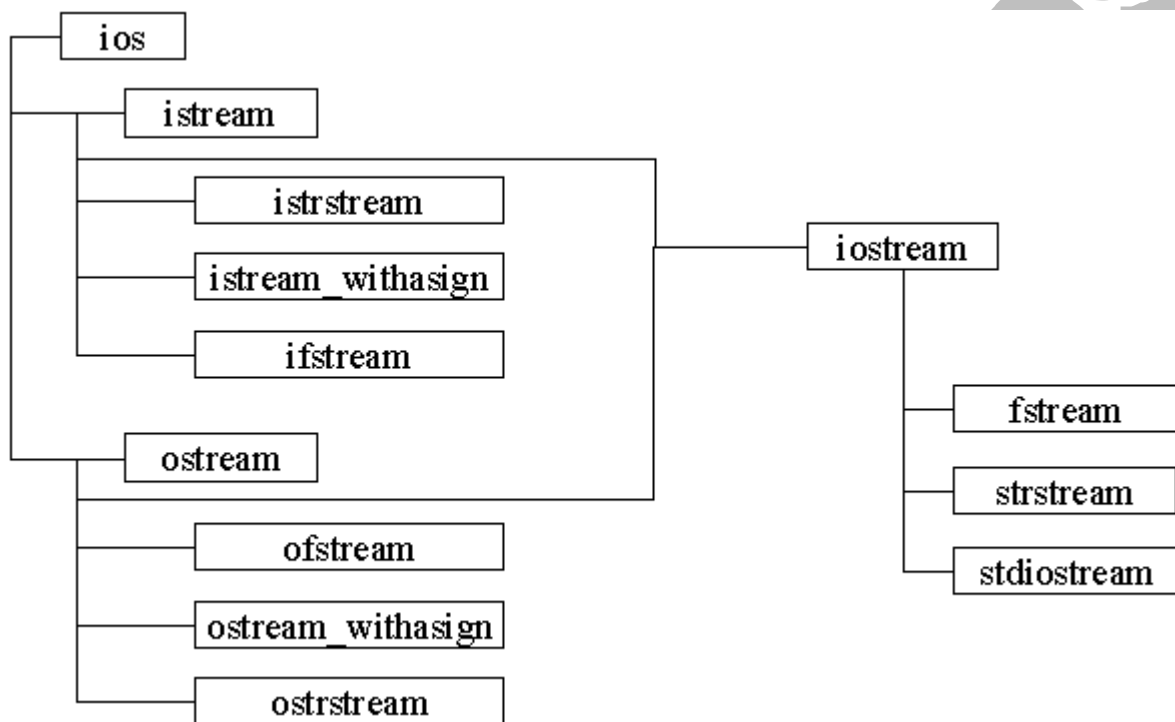 ios
istream
istrstream
istream_withasign
ifstream
ostream
ofstream
ostream_withasign
ostrstream
iostream
fstream
strstream
stdiostream